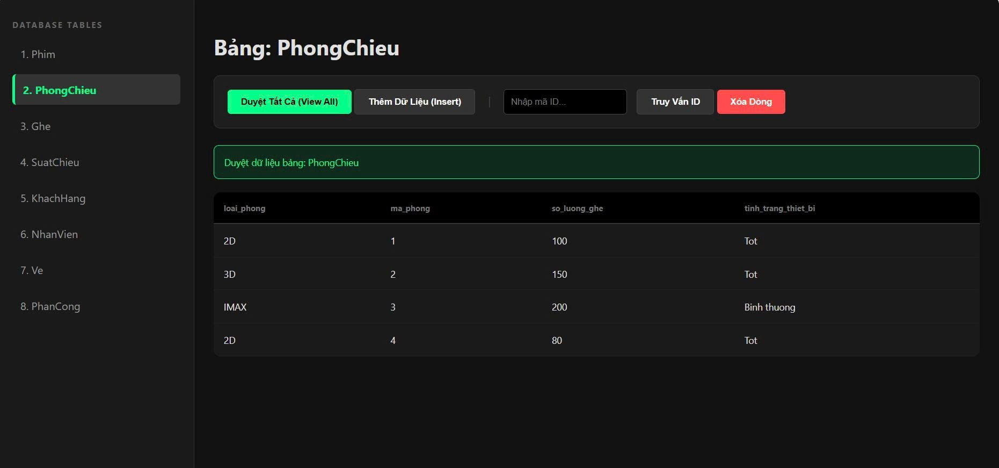 DATABASE TABLES
1. Phim
2. PhongChieu
3. Ghe
4. SuatChieu
5. KhachHang
6. NhanVien
7. Ve
8. PhanCong
Bảng: PhongChieu
Duyệt Tất Cả (View All) Thêm Dữ Liệu (Insert) | Nhập mã ID... Truy Vấn ID Xóa Dòng
Duyệt dữ liệu bảng: PhongChieu
loai_phong ma_phong so_luong_ghe tinh_trang_thiet_bi
2D 1 100 Tot
3D 2 150 Tot
IMAX 3 200 Binh thuong
2D 4 80 Tot